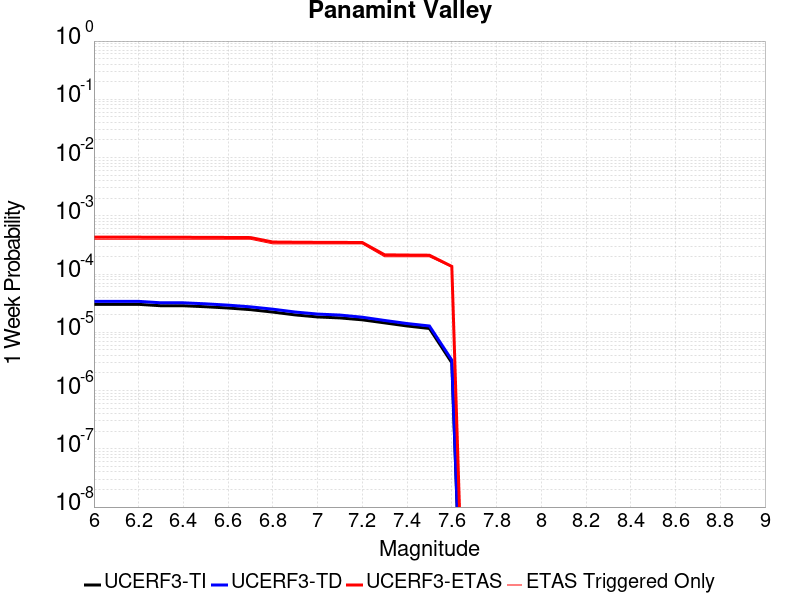 Panamint Valley
10^0
10^-1
10^-2
10^-3
10^-4
10^-5
10^-6
10^-7
10^-8
1 Week Probability
6 6.2 6.4 6.6 6.8 7 7.2 7.4 7.6 7.8 8 8.2 8.4 8.6 8.8 9
Magnitude
UCERF3-TI UCERF3-TD UCERF3-ETAS ETAS Triggered Only